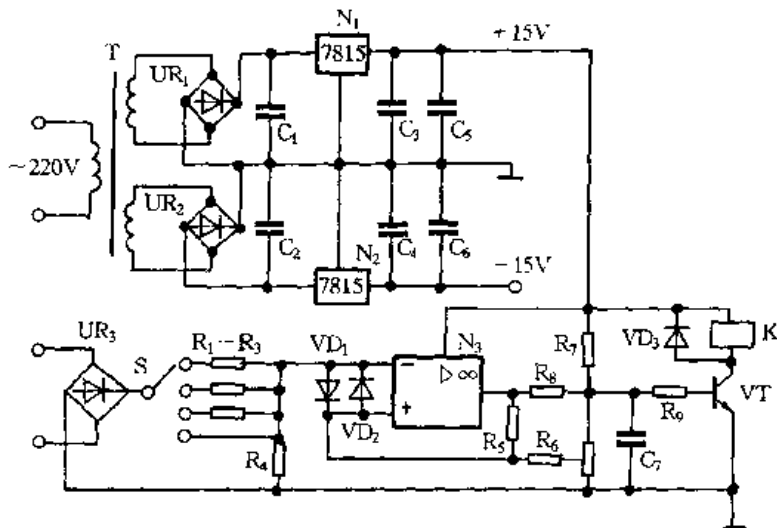 T
UR₁
N₁
7815
+15V
C₁
C₃
C₅
~220V
UR₂
C₂
N₂
C₄
C₆
7815
-15V
UR₃
S
R₁-R₃
VD₁
N₃
R₇
VD₃
K
- ▷∞
+
R₈
VT
VD₂
R₉
R₄
R₅
R₆
C₇